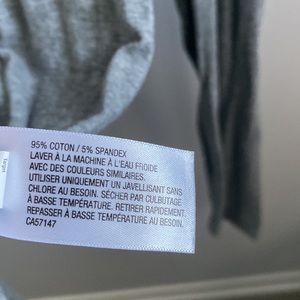 95% COTON / 5% SPANDEX
LAVER À LA MACHINE À L'EAU FROIDE
AVEC DES COULEURS SIMILAIRES.
UTILISER UNIQUEMENT UN JAVELLISANT SANS
CHLORE AU BESOIN. SÉCHER PAR CULBUTAGE
À BASSE TEMPÉRATURE. RETIRER RAPIDEMENT.
REPASSER À BASSE TEMPÉRATURE AU BESOIN.
CA57147